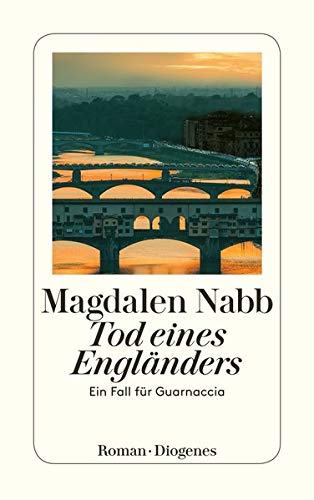 Magdalen Nabb
Tod eines
Engländers
Ein Fall für Guarnaccia
Roman · Diogenes